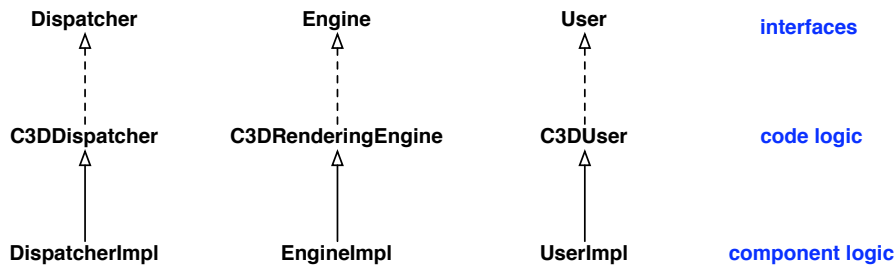 Dispatcher Engine User interfaces
C3DDispatcher C3DRenderingEngine C3DUser code logic
DispatcherImpl EngineImpl UserImpl component logic